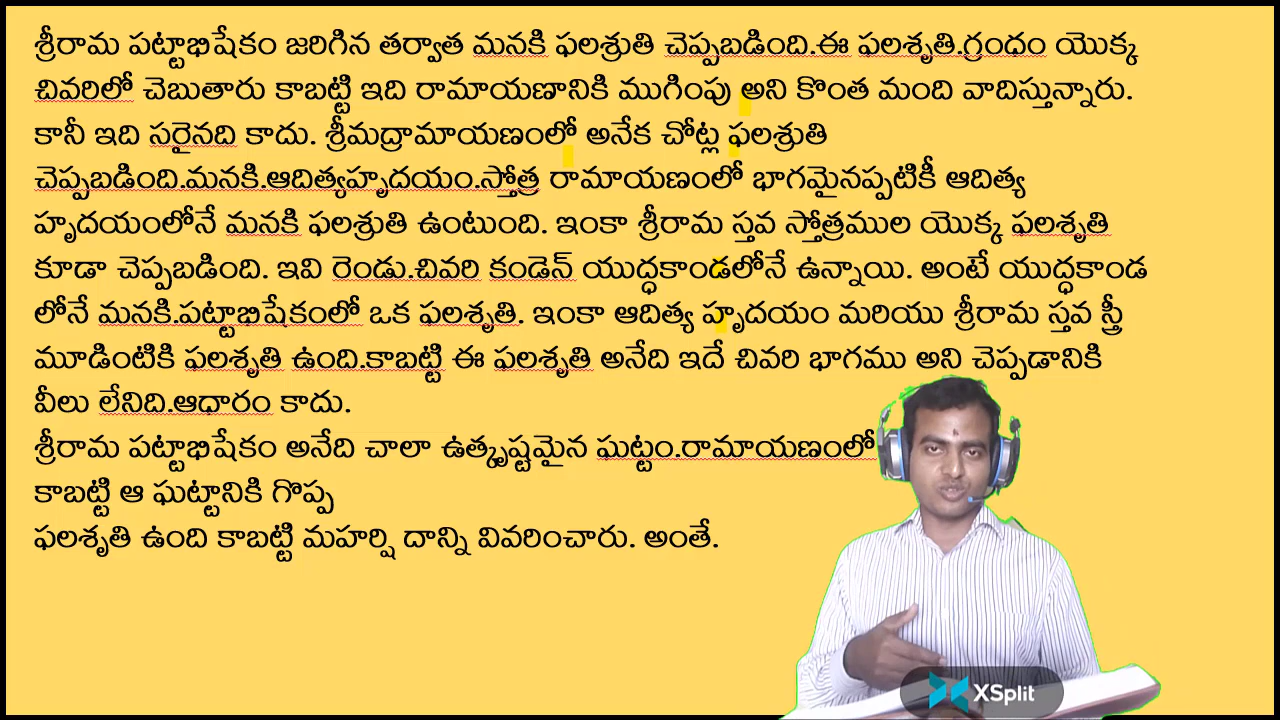 శ్రీరామ పట్టాభిషేకం జరిగిన తర్వాత మనకి ఫలశ్రుతి చెప్పబడింది.ఈ ఫలశృతి.గ్రంధం యొక్క
చివరిలో చెబుతారు కాబట్టి ఇది రామాయణానికి ముగింపు అని కొంత మంది వాదిస్తున్నారు.
కానీ ఇది సరైనది కాదు. శ్రీమద్రామాయణంలో అనేక చోట్ల ఫలశ్రుతి
చెప్పబడింది.మనకి.ఆదిత్యహృదయం.స్తోత్ర రామాయణంలో భాగమైనప్పటికీ ఆదిత్య
హృదయంలోనే మనకి ఫలశ్రుతి ఉంటుంది. ఇంకా శ్రీరామ స్తవ స్తోత్రముల యొక్క ఫలశృతి
కూడా చెప్పబడింది. ఇవి రెండు.చివరి కండెన్ యుద్ధకాండలోనే ఉన్నాయి. అంటే యుద్ధకాండ
లోనే మనకి.పట్టాభిషేకంలో ఒక ఫలశృతి. ఇంకా ఆదిత్య హృదయం మరియు శ్రీరామ స్తవ స్త్రీ
మూడింటికి ఫలశృతి ఉంది.కాబట్టి ఈ ఫలశృతి అనేది ఇదే చివరి భాగము అని చెప్పడానికి
వీలు లేనిది.ఆధారం కాదు.
శ్రీరామ పట్టాభిషేకం అనేది చాలా ఉత్కృష్టమైన ఘట్టం.రామాయణంలో
కాబట్టి ఆ ఘట్టానికి గొప్ప
ఫలశృతి ఉంది కాబట్టి మహర్షి దాన్ని వివరించారు. అంతే.
XSplit